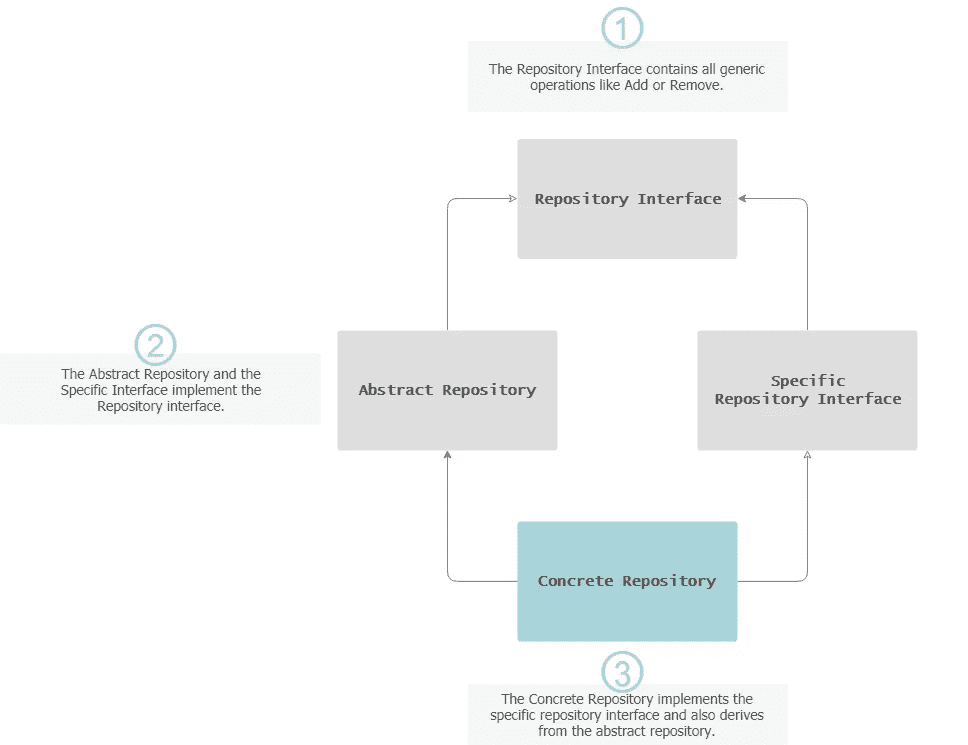 1
The Repository Interface contains all generic
operations like Add or Remove.
Repository Interface
2
The Abstract Repository and the
Specific Interface implement the
Repository interface.
Abstract Repository
Specific
Repository Interface
Concrete Repository
3
The Concrete Repository implements the
specific repository interface and also derives
from the abstract repository.